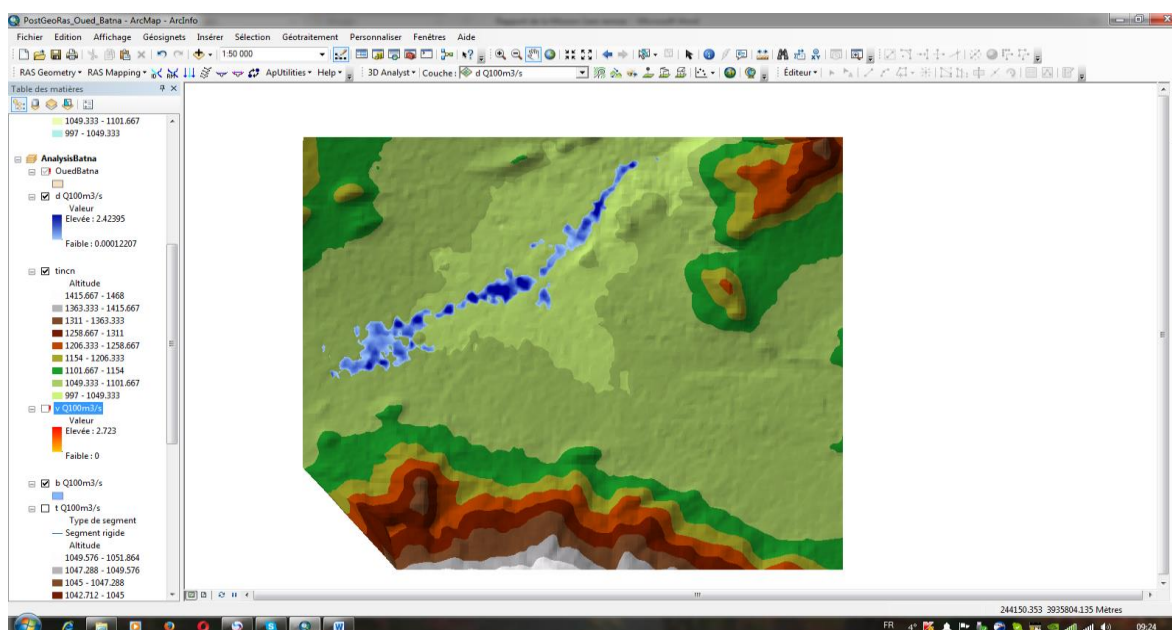 PostGeoRas_Oued_Batna - ArcMap - ArcInfo
Fichier Edition Affichage Géosignets Insérer Sélection Géotraitement Personnaliser Fenêtres Aide
1:50 000
RAS Geometry RAS Mapping ApUtilities Help 3D Analyst Couche : d Q100m3/s Éditeur
Table des matières
1049.333 - 1101.667
997 - 1049.333
AnalysisBatna
OuedBatna
d Q100m3/s
Valeur
Elevée : 2.42395
Faible : 0.00012207
tincn
Altitude
1415.667 - 1468
1363.333 - 1415.667
1311 - 1363.333
1258.667 - 1311
1206.333 - 1258.667
1154 - 1206.333
1101.667 - 1154
1049.333 - 1101.667
997 - 1049.333
v Q100m3/s
Valeur
Elevée : 2.723
Faible : 0
b Q100m3/s
t Q100m3/s
Type de segment
Segment rigide
Altitude
1049.576 - 1051.864
1047.288 - 1049.576
1045 - 1047.288
1042.712 - 1045
244150.353 3935804.135 Mètres
FR 4° 09:24